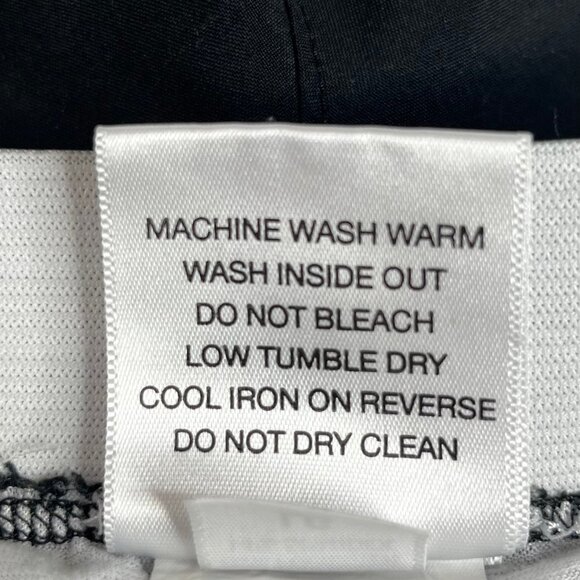 MACHINE WASH WARM
WASH INSIDE OUT
DO NOT BLEACH
LOW TUMBLE DRY
COOL IRON ON REVERSE
DO NOT DRY CLEAN